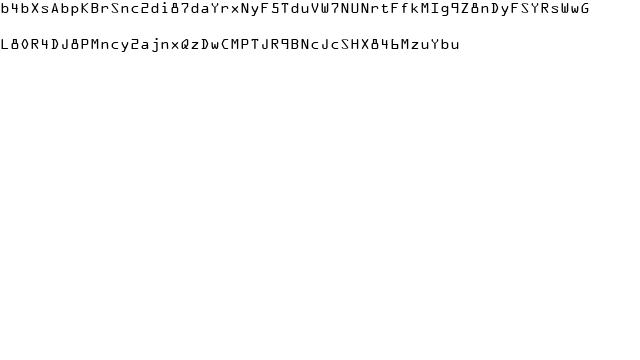 b4bXsAbpKBrSnc2di87daYrxNyF5TduVW7NUNrtFfkMIg9Z8nDyFSYRsWwG
L80R4DJ8PMncy2ajnxQzDwCMPTJR9BNcJcSHX846MzuYbu